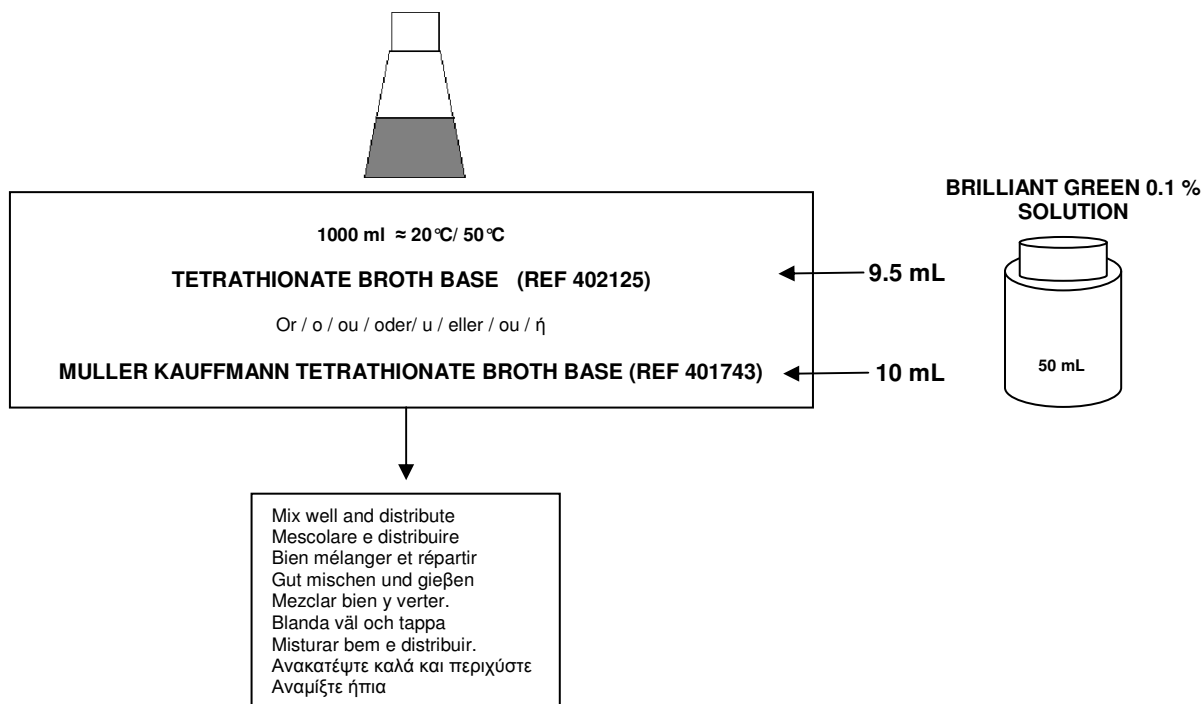 BRILLIANT GREEN 0.1 %
SOLUTION
1000 ml ≈ 20°C/ 50°C
TETRATHIONATE BROTH BASE (REF 402125)
9.5 mL
Or / o / ou / oder/ u / eller / ou / ή
MULLER KAUFFMANN TETRATHIONATE BROTH BASE (REF 401743)
10 mL
50 mL
Mix well and distribute
Mescolare e distribuire
Bien mélanger et répartir
Gut mischen und gieβen
Mezclar bien y verter.
Blanda väl och tappa
Misturar bem e distribuir.
Ανακατέψτε καλά και περιχύστε
Αναμίξτε ήπια